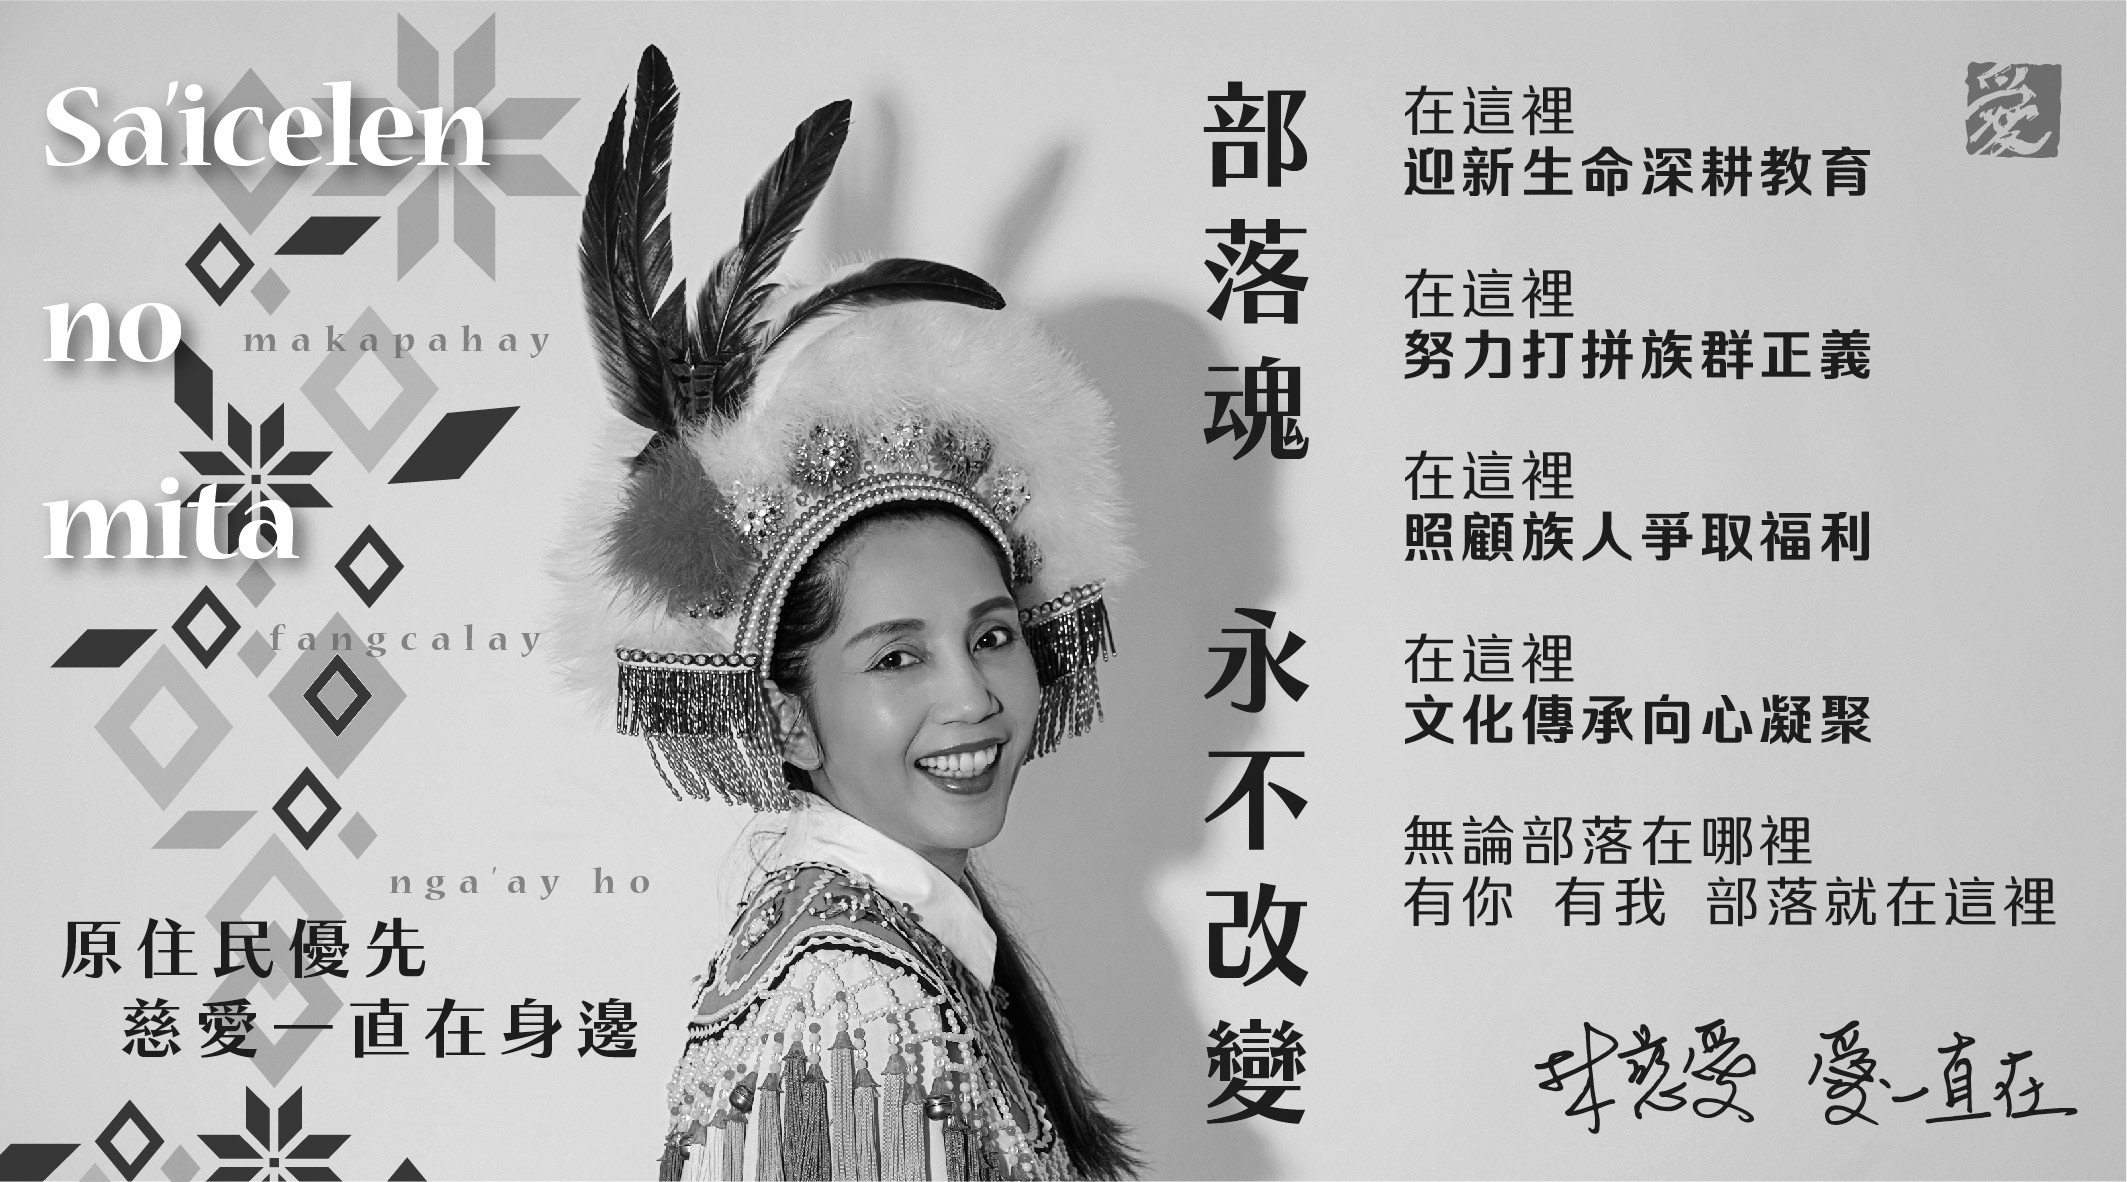 Sa'icelen
no
makapahay
mita
fangcalay
nga'ay ho
原住民優先
慈愛一直在身邊
部落魂 永不改變
在這裡
迎新生命深耕教育
在這裡
努力打拼族群正義
在這裡
照顧族人爭取福利
在這裡
文化傳承向心凝聚
無論部落在哪裡
有你 有我 部落就在這裡
愛
林慈愛 愛一直在